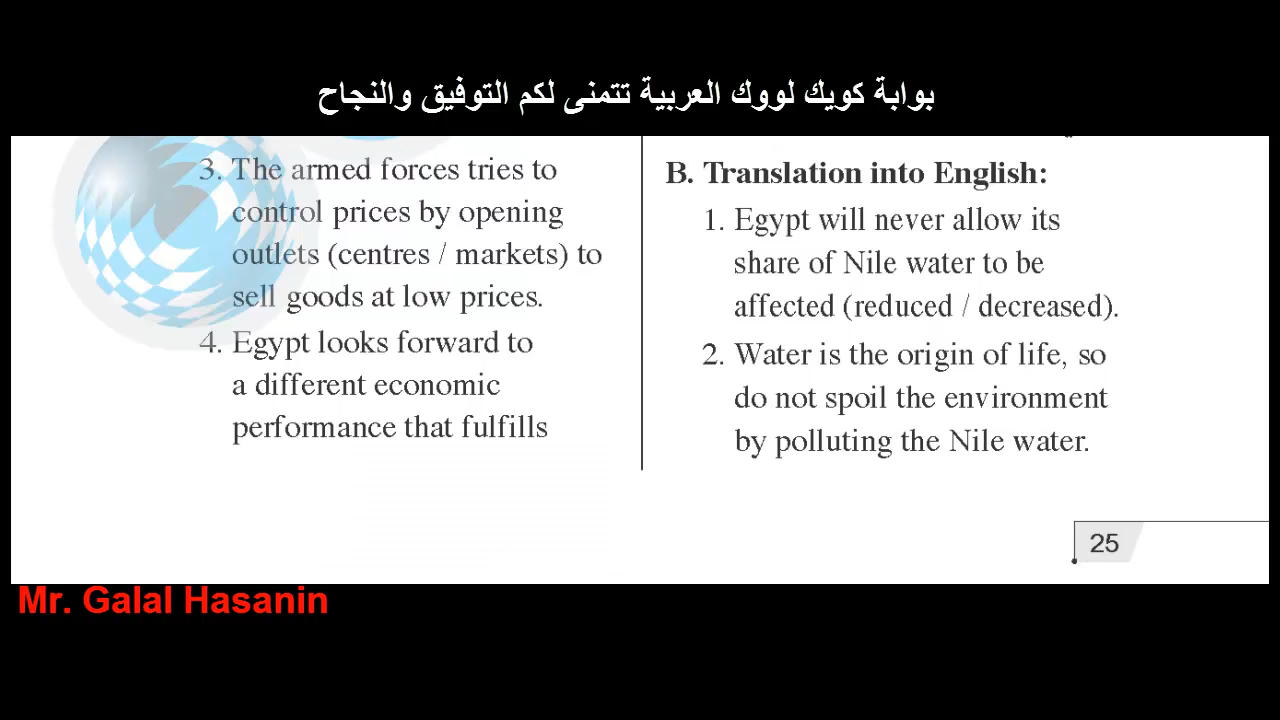 بوابة كويك لووك العربية تتمنى لكم التوفيق والنجاح
3. The armed forces tries to
control prices by opening
outlets (centres / markets) to
sell goods at low prices.
4. Egypt looks forward to
a different economic
performance that fulfills
B. Translation into English:
1. Egypt will never allow its
share of Nile water to be
affected (reduced / decreased).
2. Water is the origin of life, so
do not spoil the environment
by polluting the Nile water.
25
Mr. Galal Hasanin